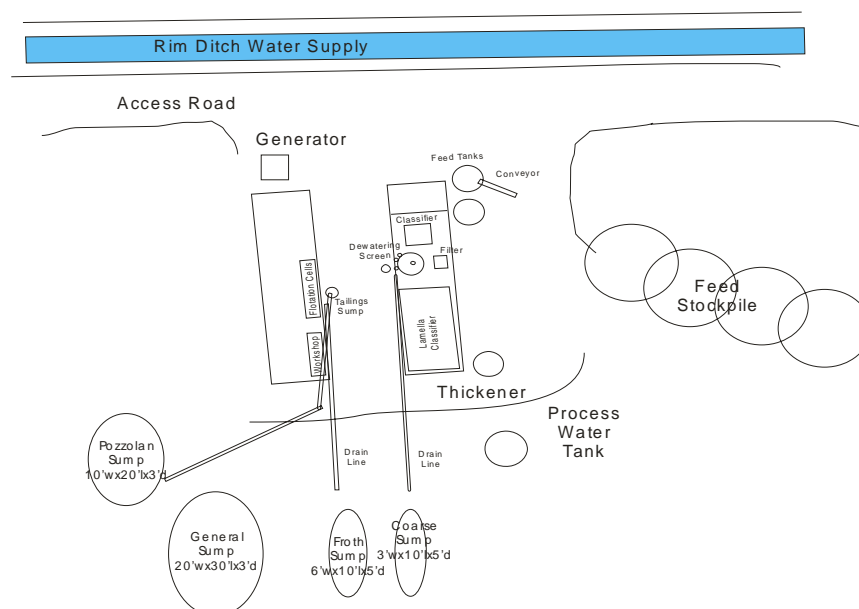 Rim Ditch Water Supply
Access Road
Generator
Feed Tanks
Conveyor
Classifier
Dewatering
Screen
Filter
Flotation Cells
Tailings
Sump
Workshop
Lamella
Classifier
Feed
Stockpile
Thickener
Process
Water
Tank
Pozzolan
Sump
10'wx20'lx3'd
Drain
Line
Drain
Line
General
Sump
20'wx30'lx3'd
Froth
Sump
6'wx10'lx5'd
Coarse
Sump
3'wx10'lx5'd